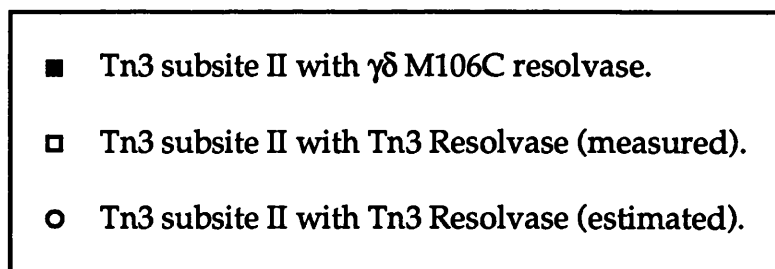 ■ Tn3 subsite II with γδ M106C resolvase.
□ Tn3 subsite II with Tn3 Resolvase (measured).
○ Tn3 subsite II with Tn3 Resolvase (estimated).